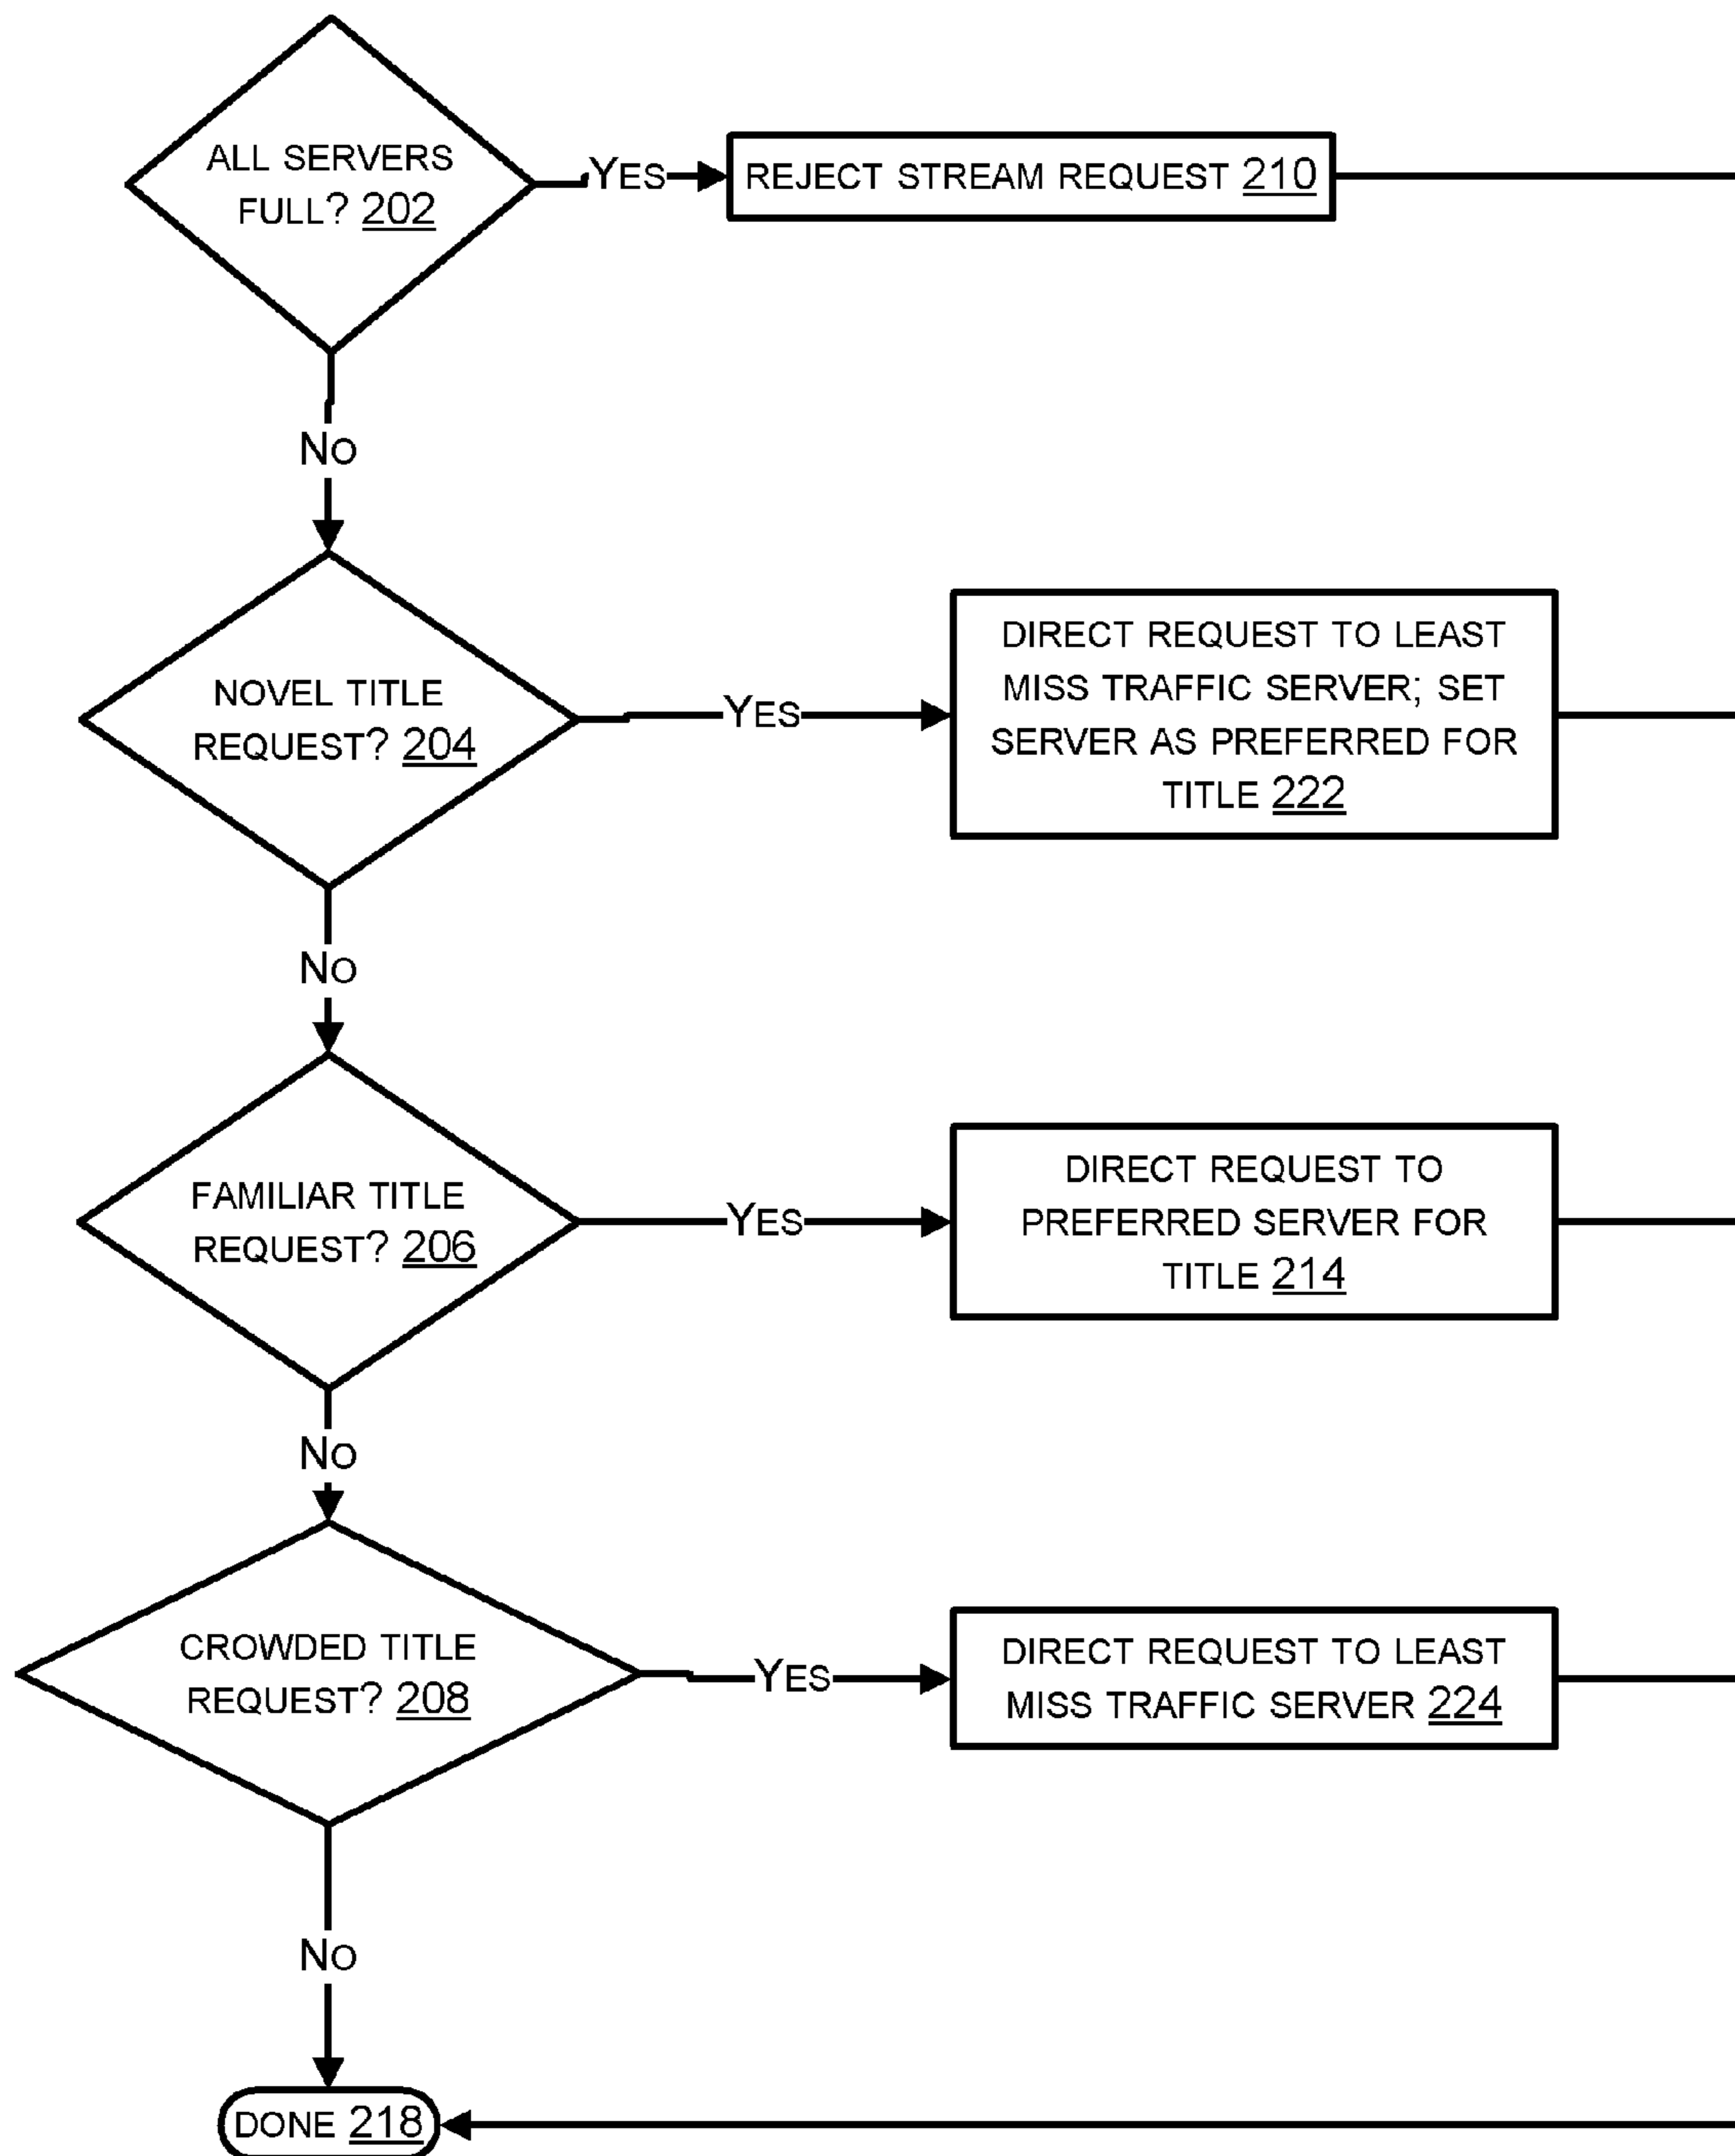 ALL SERVERS
FULL? 202
YES
REJECT STREAM REQUEST 210
NO
NOVEL TITLE
REQUEST? 204
YES
DIRECT REQUEST TO LEAST
MISS TRAFFIC SERVER; SET
SERVER AS PREFERRED FOR
TITLE 222
NO
FAMILIAR TITLE
REQUEST? 206
YES
DIRECT REQUEST TO
PREFERRED SERVER FOR
TITLE 214
NO
CROWDED TITLE
REQUEST? 208
YES
DIRECT REQUEST TO LEAST
MISS TRAFFIC SERVER 224
NO
DONE 218